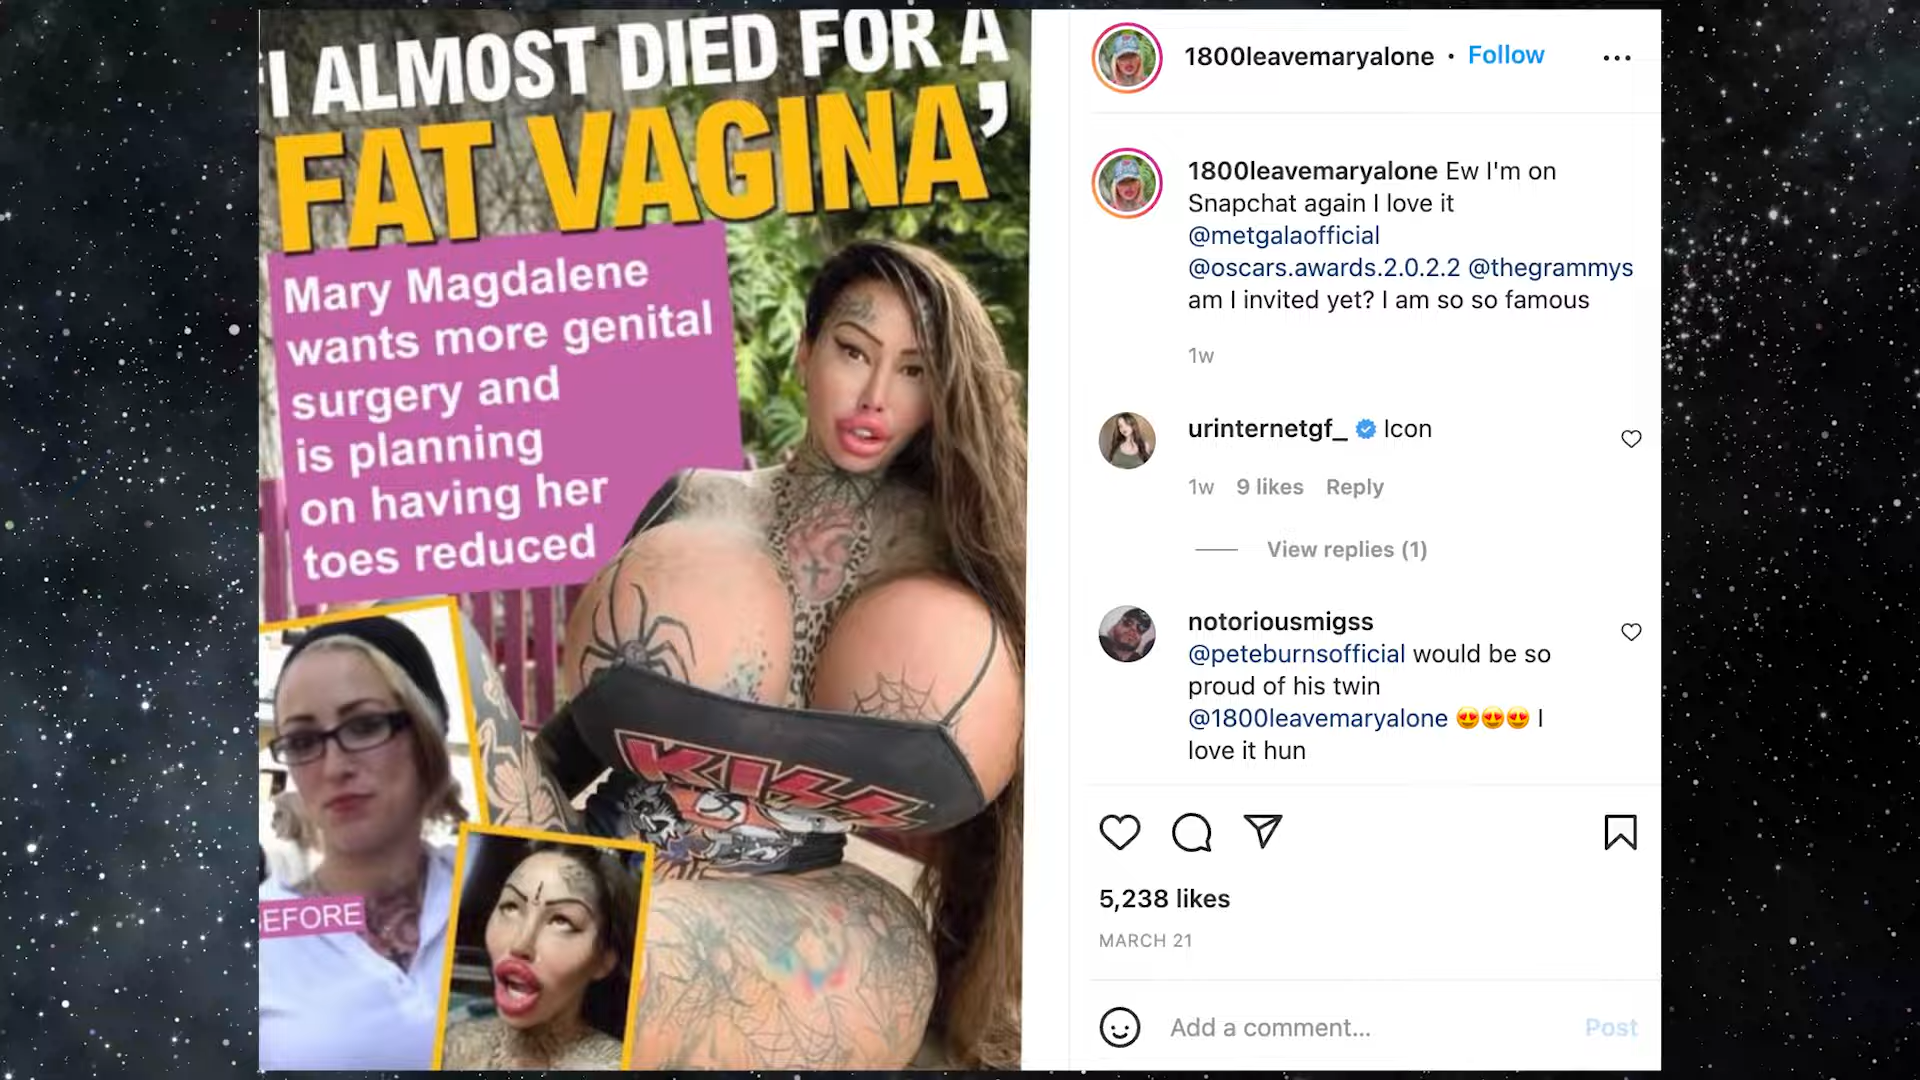 'I ALMOST DIED FOR A
FAT VAGINA'
Mary Magdalene
wants more genital
surgery and
is planning
on having her
toes reduced
EFORE
KISS
1800leavemaryalone • Follow
1800leavemaryalone Ew I'm on
Snapchat again I love it
@metgalaofficial
@oscars.awards.2.0.2.2 @thegrammys
am I invited yet? I am so so famous
1w
urinternetgf_ Icon
1w 9 likes Reply
View replies (1)
notoriousmigss
@peteburnsofficial would be so
proud of his twin
@1800leavemaryalone 😍😍😍 I
love it hun
5,238 likes
MARCH 21
Add a comment...
Post